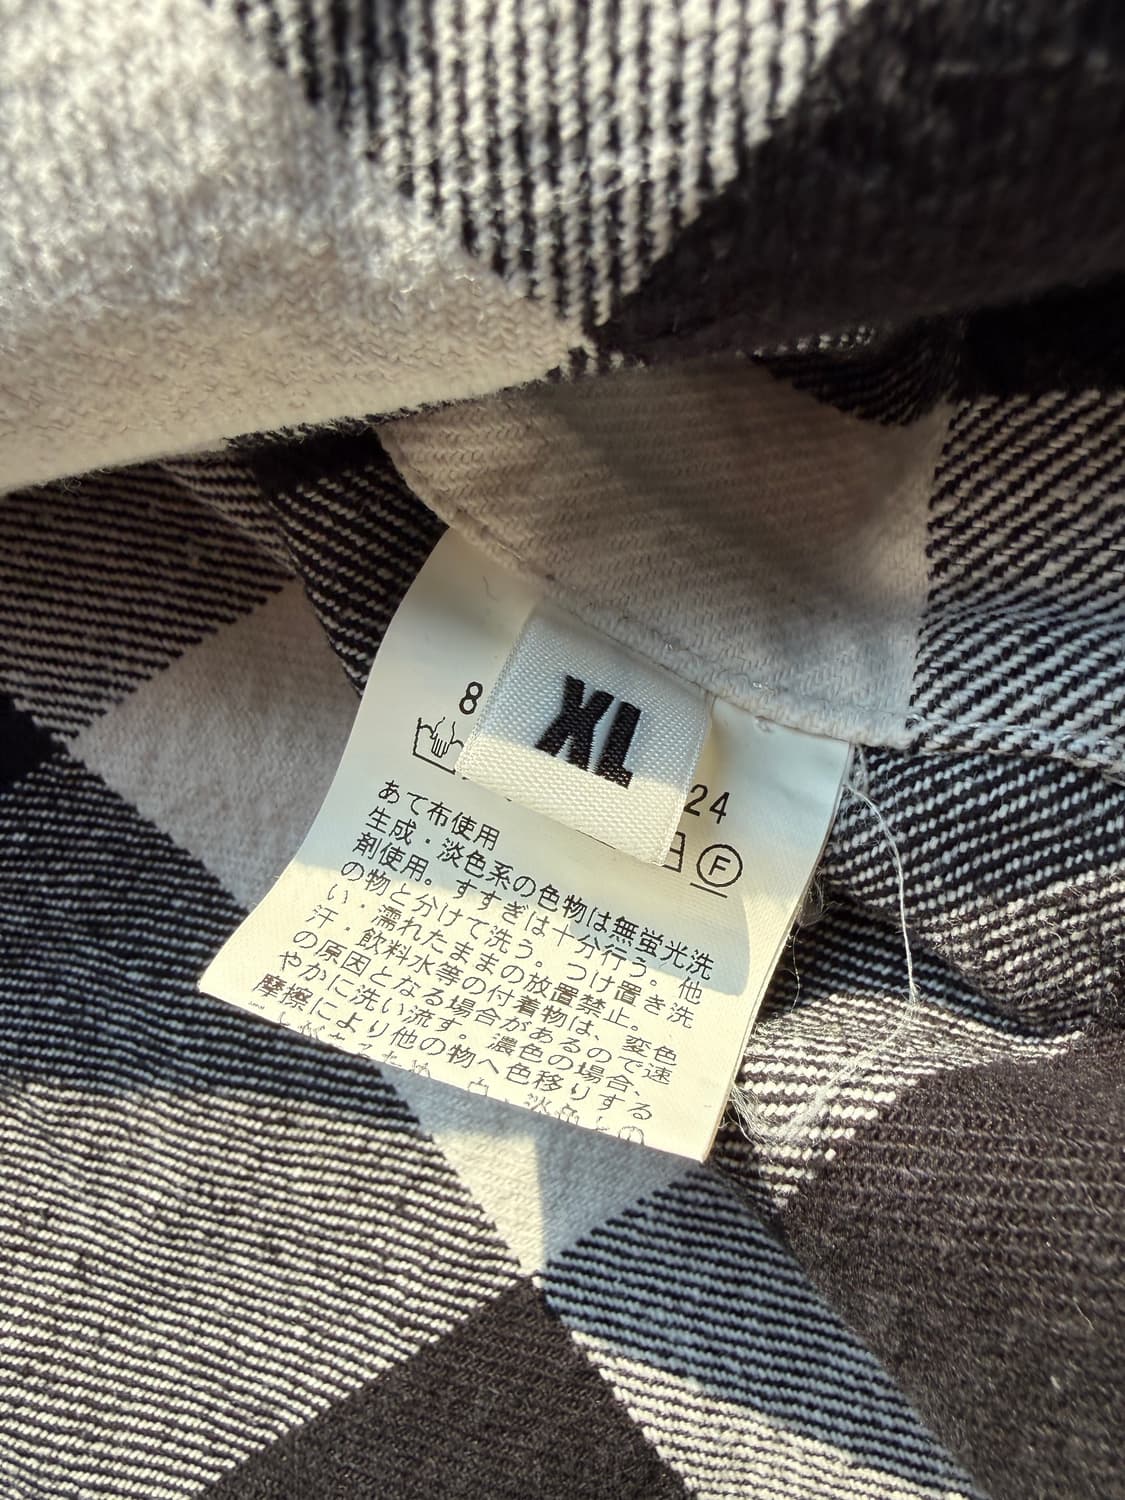 XL
8
24
F
あて布使用
生成・淡色系の色物は無蛍光洗
剤使用。すすぎは十分行う。他
の物と分けて洗う。つけ置き洗
い・濡れたままの放置禁止。
汗・飲料水等の付着物は、変色
の原因となる場合があるので速
やかに洗い流す。濃色の場合、
摩擦により他の物へ色移りする